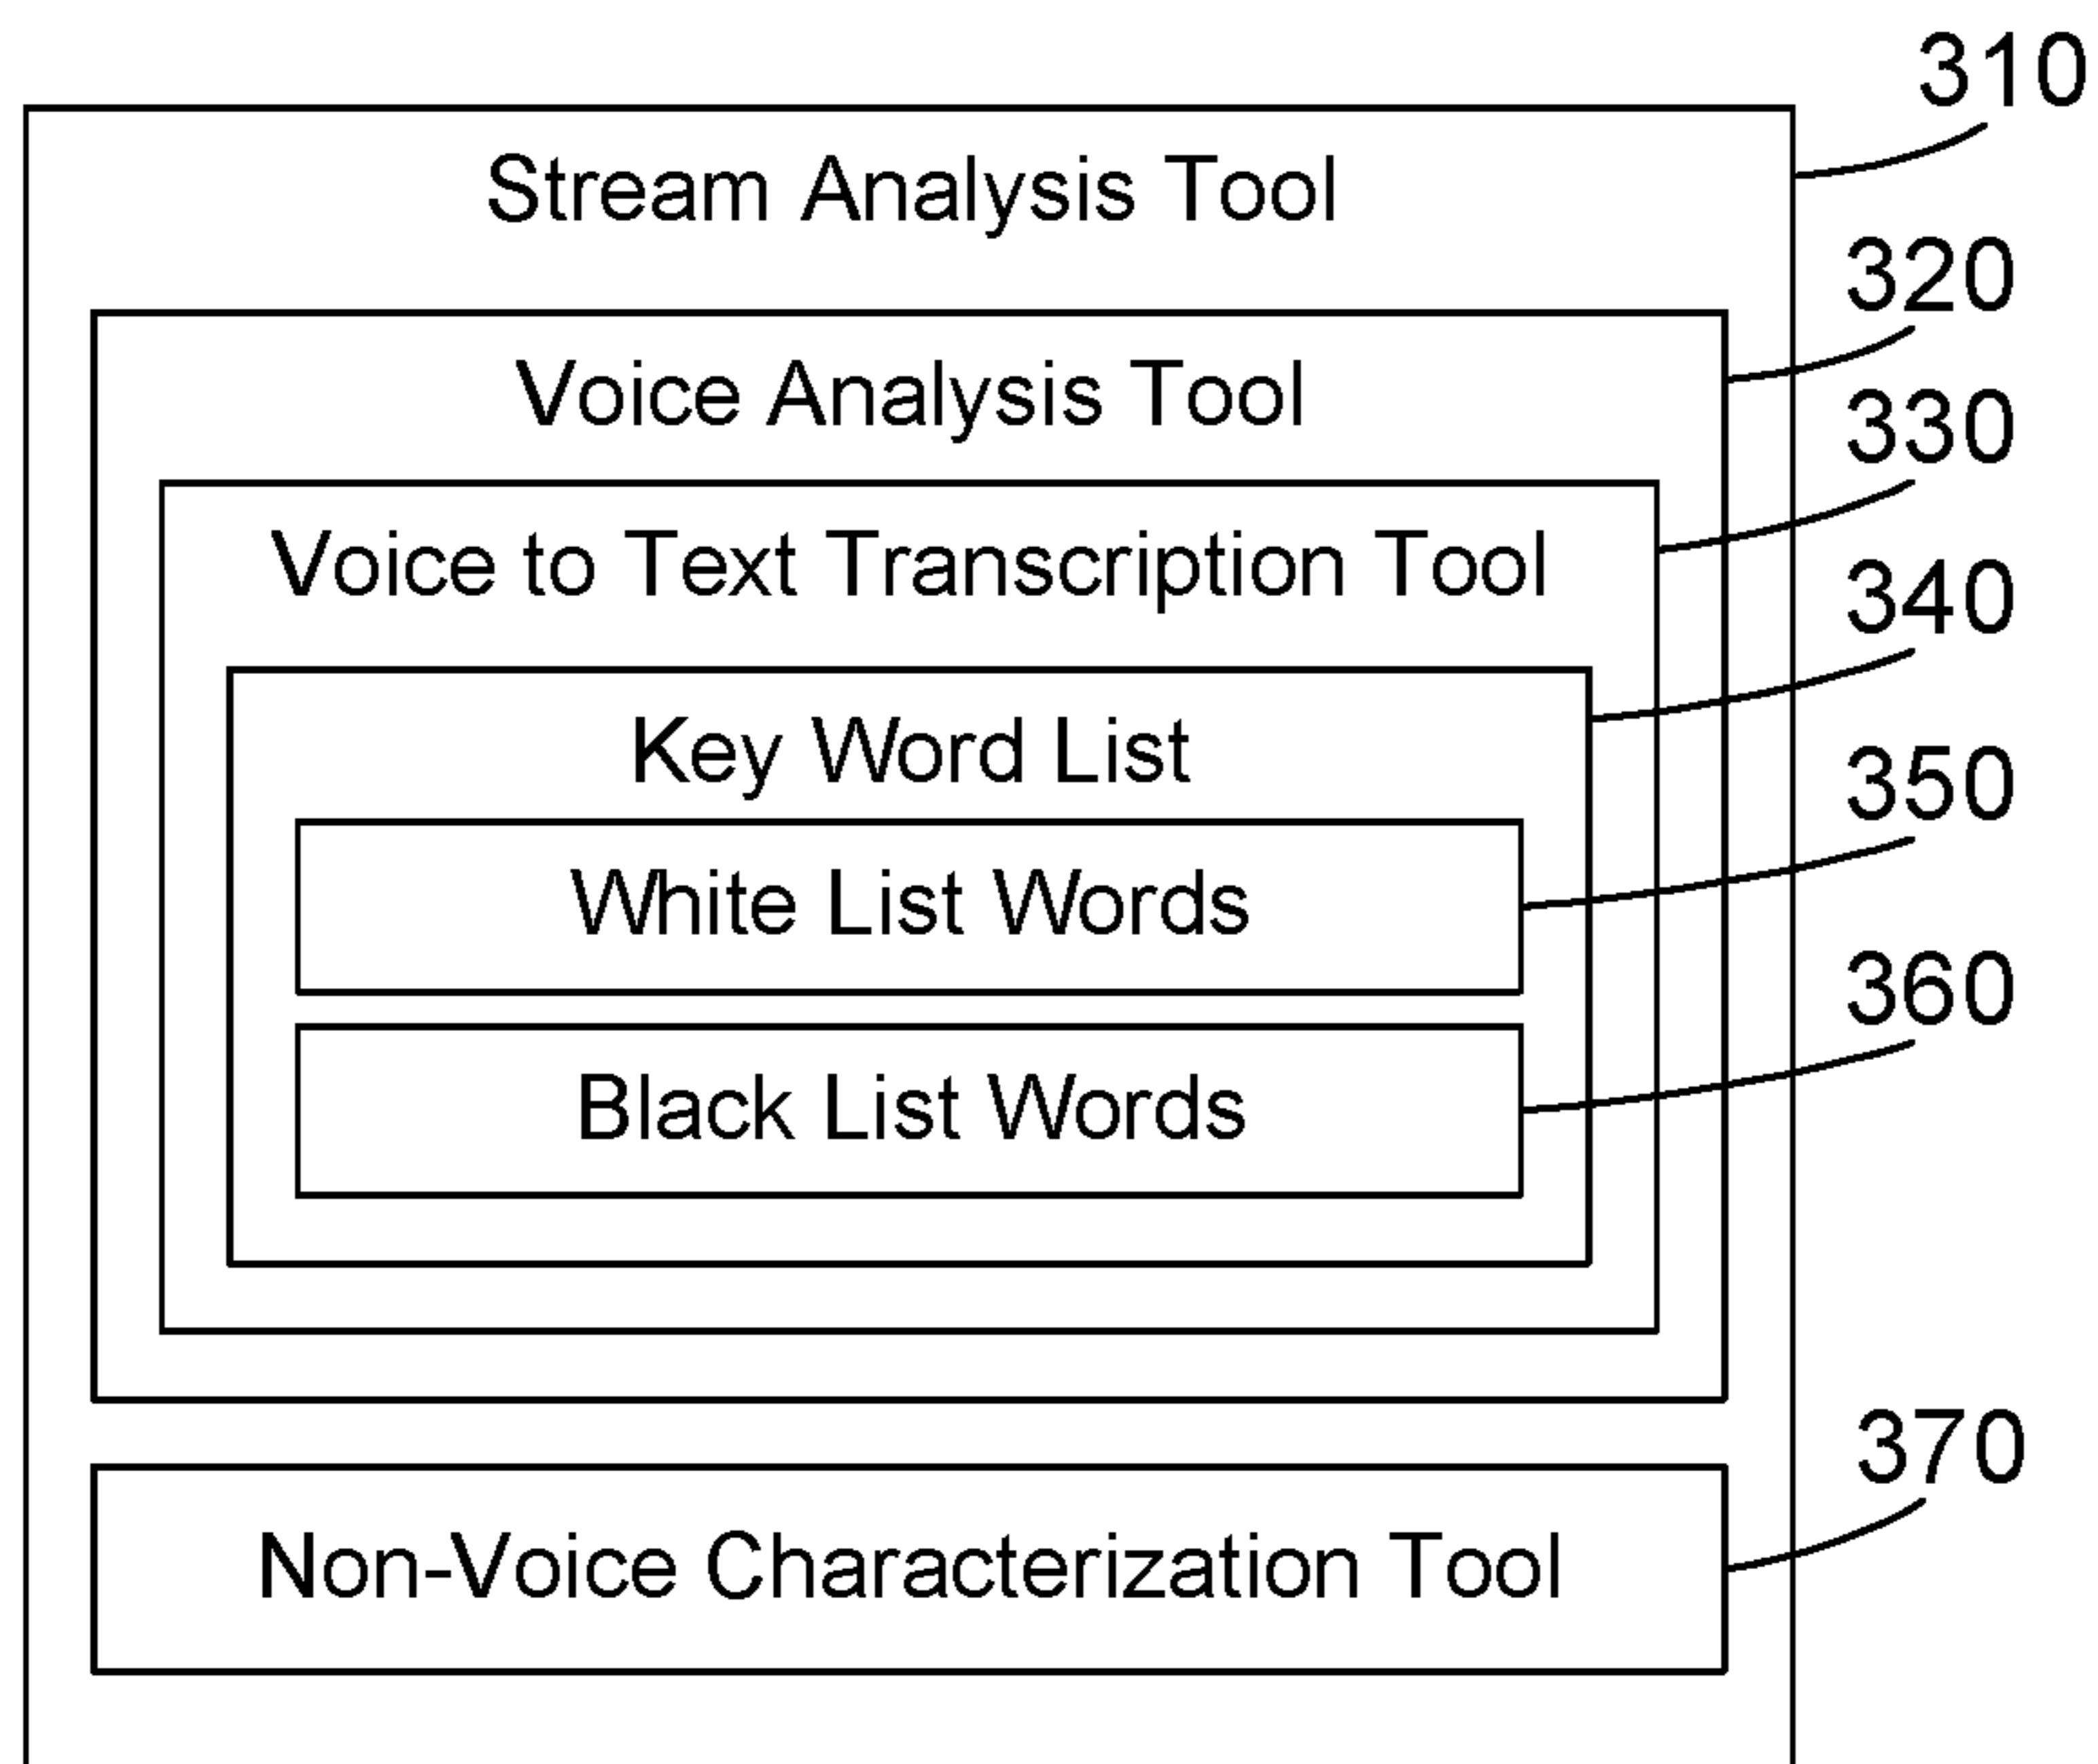 310
Stream Analysis Tool
320
Voice Analysis Tool
330
Voice to Text Transcription Tool
340
Key Word List
350
White List Words
360
Black List Words
370
Non-Voice Characterization Tool